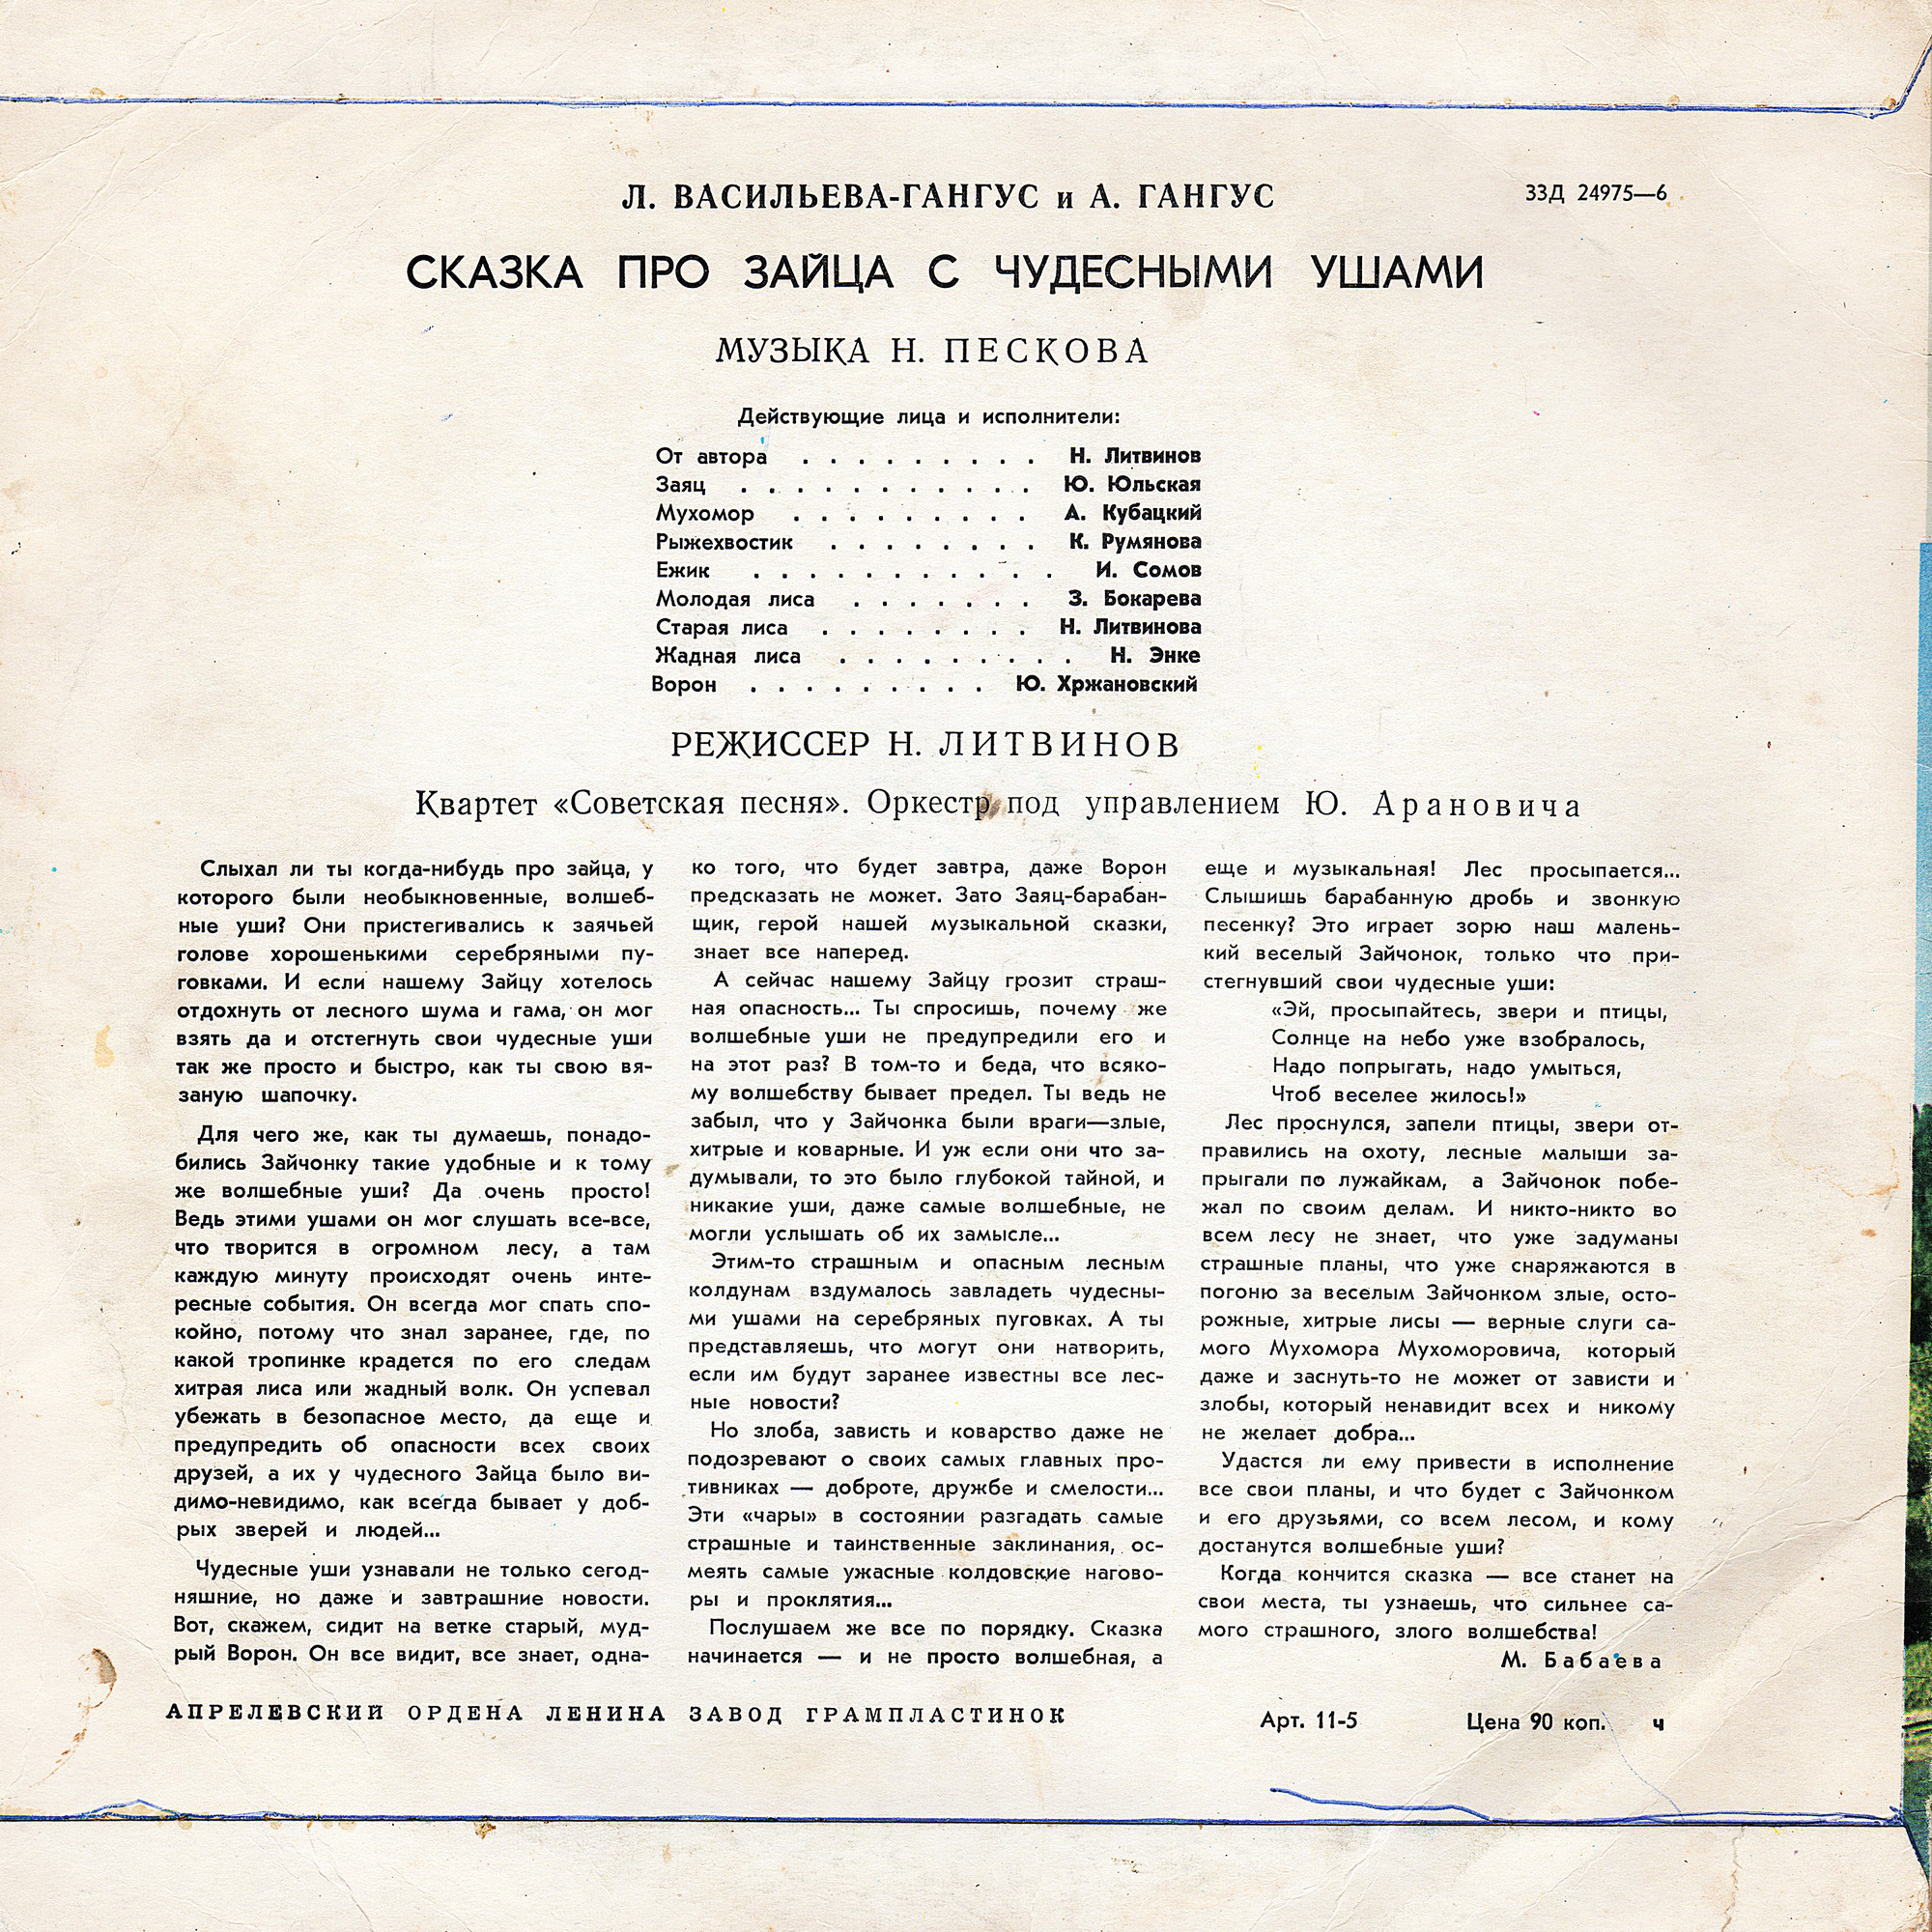 Л. ВАСИЛЬЕВА-ГАНГУС и А. ГАНГУС
33Д 24975—6
СКАЗКА ПРО ЗАЙЦА С ЧУДЕСНЫМИ УШАМИ
МУЗЫКА Н. ПЕСКОВА
Действующие лица и исполнители:
От автора . . . . . . . . . Н. Литвинов
Заяц . . . . . . . . . . . Ю. Юльская
Мухомор . . . . . . . . . А. Кубацкий
Рыжехвостик . . . . . . . . К. Румянова
Ежик . . . . . . . . . . . И. Сомов
Молодая лиса . . . . . . . З. Бокарева
Старая лиса . . . . . . . . Н. Литвинова
Жадная лиса . . . . . . . . . Н. Энке
Ворон . . . . . . . . . Ю. Хржановский
РЕЖИССЕР Н. ЛИТВИНОВ
Квартет «Советская песня». Оркестр под управлением Ю. Арановича
Слыхал ли ты когда-нибудь про зайца, у
которого были необыкновенные, волшеб-
ные уши? Они пристегивались к заячьей
голове хорошенькими серебряными пу-
говками. И если нашему Зайцу хотелось
отдохнуть от лесного шума и гама, он мог
взять да и отстегнуть свои чудесные уши
так же просто и быстро, как ты свою вя-
заную шапочку.
Для чего же, как ты думаешь, понадо-
бились Зайчонку такие удобные и к тому
же волшебные уши? Да очень просто!
Ведь этими ушами он мог слушать все-все,
что творится в огромном лесу, а там
каждую минуту происходят очень инте-
ресные события. Он всегда мог спать спо-
койно, потому что знал заранее, где, по
какой тропинке крадется по его следам
хитрая лиса или жадный волк. Он успевал
убежать в безопасное место, да еще и
предупредить об опасности всех своих
друзей, а их у чудесного Зайца было ви-
димо-невидимо, как всегда бывает у доб-
рых зверей и людей...
Чудесные уши узнавали не только сегод-
няшние, но даже и завтрашние новости.
Вот, скажем, сидит на ветке старый, муд-
рый Ворон. Он все видит, все знает, одна-
ко того, что будет завтра, даже Ворон
предсказать не может. Зато Заяц-барабан-
щик, герой нашей музыкальной сказки,
знает все наперед.
А сейчас нашему Зайцу грозит страш-
ная опасность... Ты спросишь, почему же
волшебные уши не предупредили его и
на этот раз? В том-то и беда, что всяко-
му волшебству бывает предел. Ты ведь не
забыл, что у Зайчонка были враги—злые,
хитрые и коварные. И уж если они что за-
думывали, то это было глубокой тайной, и
никакие уши, даже самые волшебные, не
могли услышать об их замысле...
Этим-то страшным и опасным лесным
колдунам вздумалось завладеть чудесны-
ми ушами на серебряных пуговках. А ты
представляешь, что могут они натворить,
если им будут заранее известны все лес-
ные новости?
Но злоба, зависть и коварство даже не
подозревают о своих самых главных про-
тивниках — доброте, дружбе и смелости...
Эти «чары» в состоянии разгадать самые
страшные и таинственные заклинания, ос-
меять самые ужасные колдовские нагово-
ры и проклятия...
Послушаем же все по порядку. Сказка
начинается — и не просто волшебная, а
еще и музыкальная! Лес просыпается...
Слышишь барабанную дробь и звонкую
песенку? Это играет зорю наш малень-
кий веселый Зайчонок, только что при-
стегнувший свои чудесные уши:
«Эй, просыпайтесь, звери и птицы,
Солнце на небо уже взобралось,
Надо попрыгать, надо умыться,
Чтоб веселее жилось!»
Лес проснулся, запели птицы, звери от-
правились на охоту, лесные малыши за-
прыгали по лужайкам, а Зайчонок побе-
жал по своим делам. И никто-никто во
всем лесу не знает, что уже задуманы
страшные планы, что уже снаряжаются в
погоню за веселым Зайчонком злые, осто-
рожные, хитрые лисы — верные слуги са-
мого Мухомора Мухоморовича, который
даже и заснуть-то не может от зависти и
злобы, который ненавидит всех и никому
не желает добра...
Удастся ли ему привести в исполнение
все свои планы, и что будет с Зайчонком
и его друзьями, со всем лесом, и кому
достанутся волшебные уши?
Когда кончится сказка — все станет на
свои места, ты узнаешь, что сильнее са-
мого страшного, злого волшебства!
М. Бабаева
АПРЕЛЕВСКИЙ ОРДЕНА ЛЕНИНА ЗАВОД ГРАМПЛАСТИНОК
Арт. 11-5
Цена 90 коп.
ч